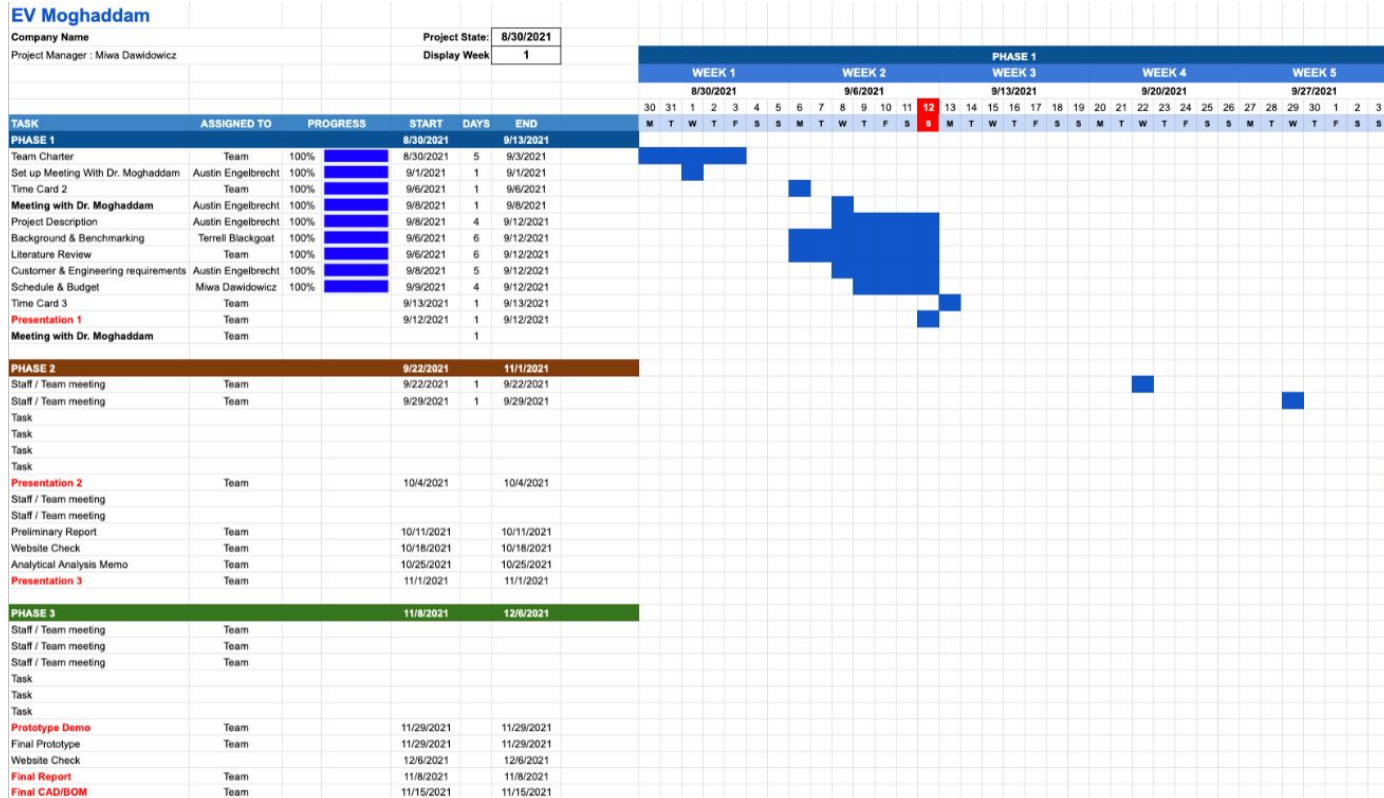 EV Moghaddam
Company Name Project State: 8/30/2021
Project Manager : Miwa Dawidowicz Display Week 1 PHASE 1
WEEK 1 WEEK 2 WEEK 3 WEEK 4 WEEK 5
8/30/2021 9/6/2021 9/13/2021 9/20/2021 9/27/2021
30 31 1 2 3 4 5 6 7 8 9 10 11 12 13 14 15 16 17 18 19 20 21 22 23 24 25 26 27 28 29 30 1 2 3
TASK ASSIGNED TO PROGRESS START DAYS END M T W T F S S M T W T F S S M T W T F S S M T W T F S S M T W T F S S
PHASE 1 8/30/2021 9/13/2021
Team Charter Team 100% 8/30/2021 5 9/3/2021
Set up Meeting With Dr. Moghaddam Austin Engelbrecht 100% 9/1/2021 1 9/1/2021
Time Card 2 Team 100% 9/6/2021 1 9/6/2021
Meeting with Dr. Moghaddam Austin Engelbrecht 100% 9/8/2021 1 9/8/2021
Project Description Austin Engelbrecht 100% 9/8/2021 4 9/12/2021
Background & Benchmarking Terrell Blackgoat 100% 9/6/2021 6 9/12/2021
Literature Review Team 100% 9/6/2021 6 9/12/2021
Customer & Engineering requirements Austin Engelbrecht 100% 9/8/2021 5 9/12/2021
Schedule & Budget Miwa Dawidowicz 100% 9/9/2021 4 9/12/2021
Time Card 3 Team 9/13/2021 1 9/13/2021
Presentation 1 Team 9/12/2021 1 9/12/2021
Meeting with Dr. Moghaddam Team 1
PHASE 2 9/22/2021 11/1/2021
Staff / Team meeting Team 9/22/2021 1 9/22/2021
Staff / Team meeting Team 9/29/2021 1 9/29/2021
Task
Task
Task
Task
Presentation 2 Team 10/4/2021 10/4/2021
Staff / Team meeting
Staff / Team meeting
Preliminary Report Team 10/11/2021 10/11/2021
Website Check Team 10/18/2021 10/18/2021
Analytical Analysis Memo Team 10/25/2021 10/25/2021
Presentation 3 Team 11/1/2021 11/1/2021
PHASE 3 11/8/2021 12/6/2021
Staff / Team meeting Team
Staff / Team meeting Team
Staff / Team meeting Team
Task
Task
Task
Prototype Demo Team 11/29/2021 11/29/2021
Final Prototype Team 11/29/2021 11/29/2021
Website Check 12/6/2021 12/6/2021
Final Report Team 11/8/2021 11/8/2021
Final CAD/BOM Team 11/15/2021 11/15/2021